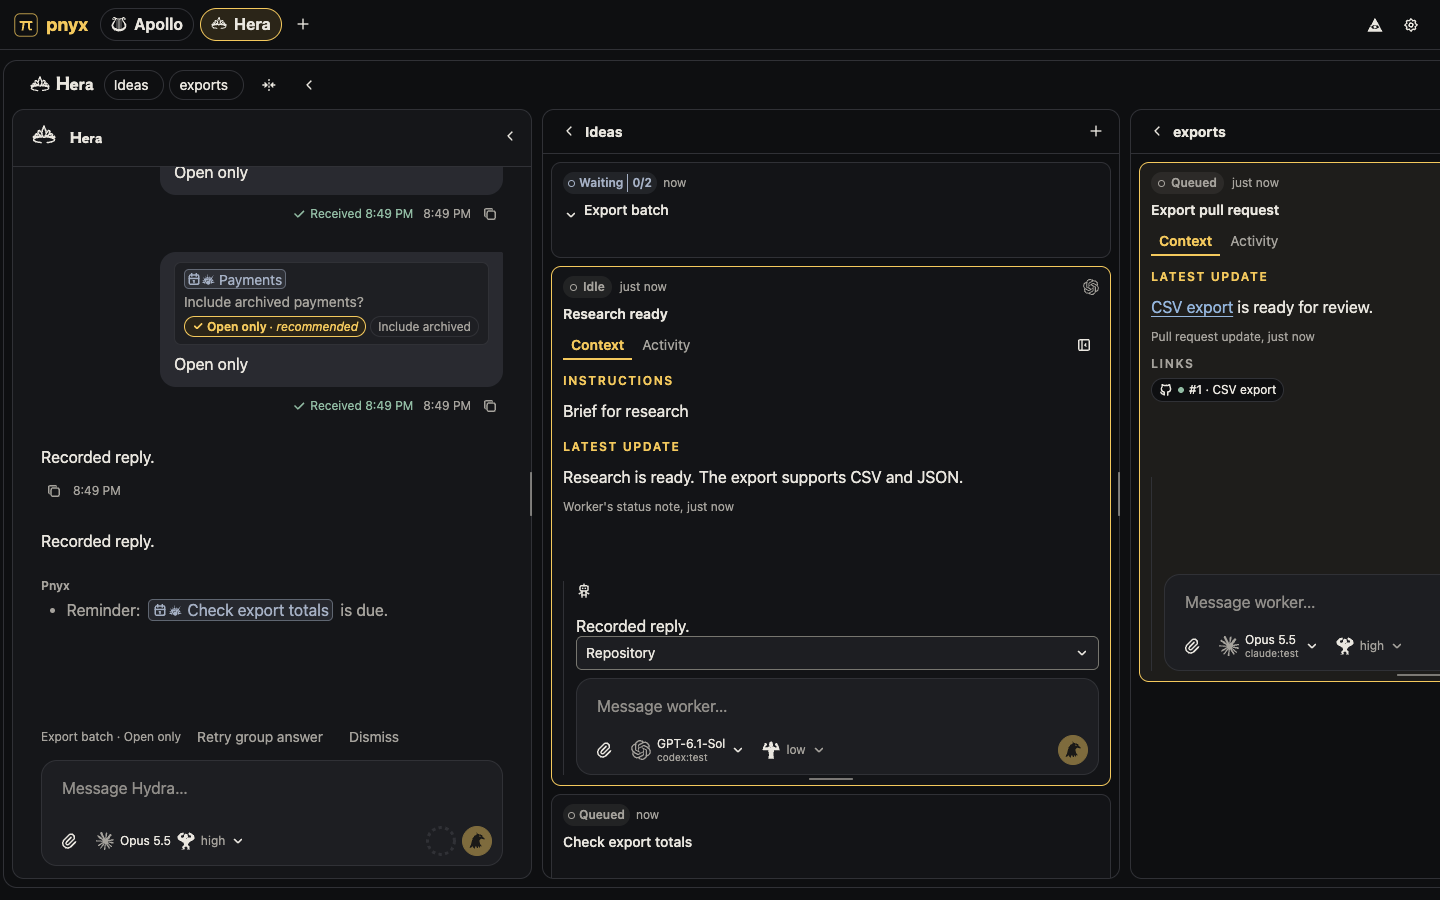 π pnyx Apollo Hera +
Hera Ideas exports
Hera
Open only
Received 8:49 PM 8:49 PM
Payments
Include archived payments?
Open only · recommended Include archived
Open only
Received 8:49 PM 8:49 PM
Recorded reply.
8:49 PM
Recorded reply.
Pnyx
• Reminder: Check export totals is due.
Export batch · Open only Retry group answer Dismiss
Message Hydra...
Opus 5.5 high
Ideas +
Waiting 0/2 now
Export batch
Idle just now
Research ready
Context Activity
INSTRUCTIONS
Brief for research
LATEST UPDATE
Research is ready. The export supports CSV and JSON.
Worker's status note, just now
Recorded reply.
Repository
Message worker...
GPT-6.1-Sol
codex:test
low
Queued now
Check export totals
exports
Queued just now
Export pull request
Context Activity
LATEST UPDATE
CSV export is ready for review.
Pull request update, just now
LINKS
#1 · CSV export
Message worker...
Opus 5.5
claude:test
high